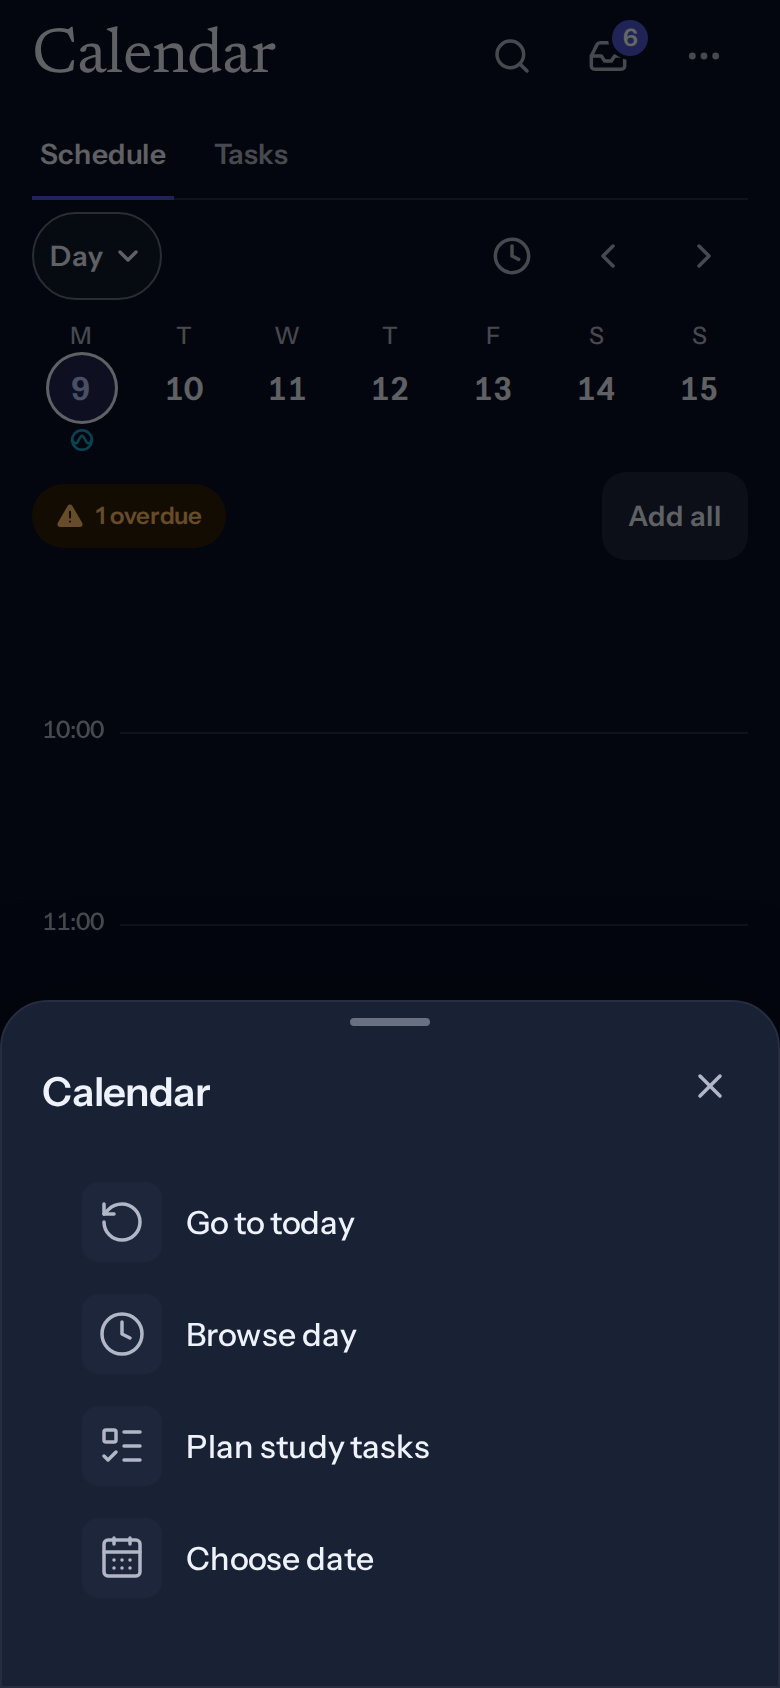 Calendar
6
Schedule Tasks
Day
M T W T F S S
9 10 11 12 13 14 15
1 overdue
Add all
10:00
11:00
Calendar
Go to today
Browse day
Plan study tasks
Choose date